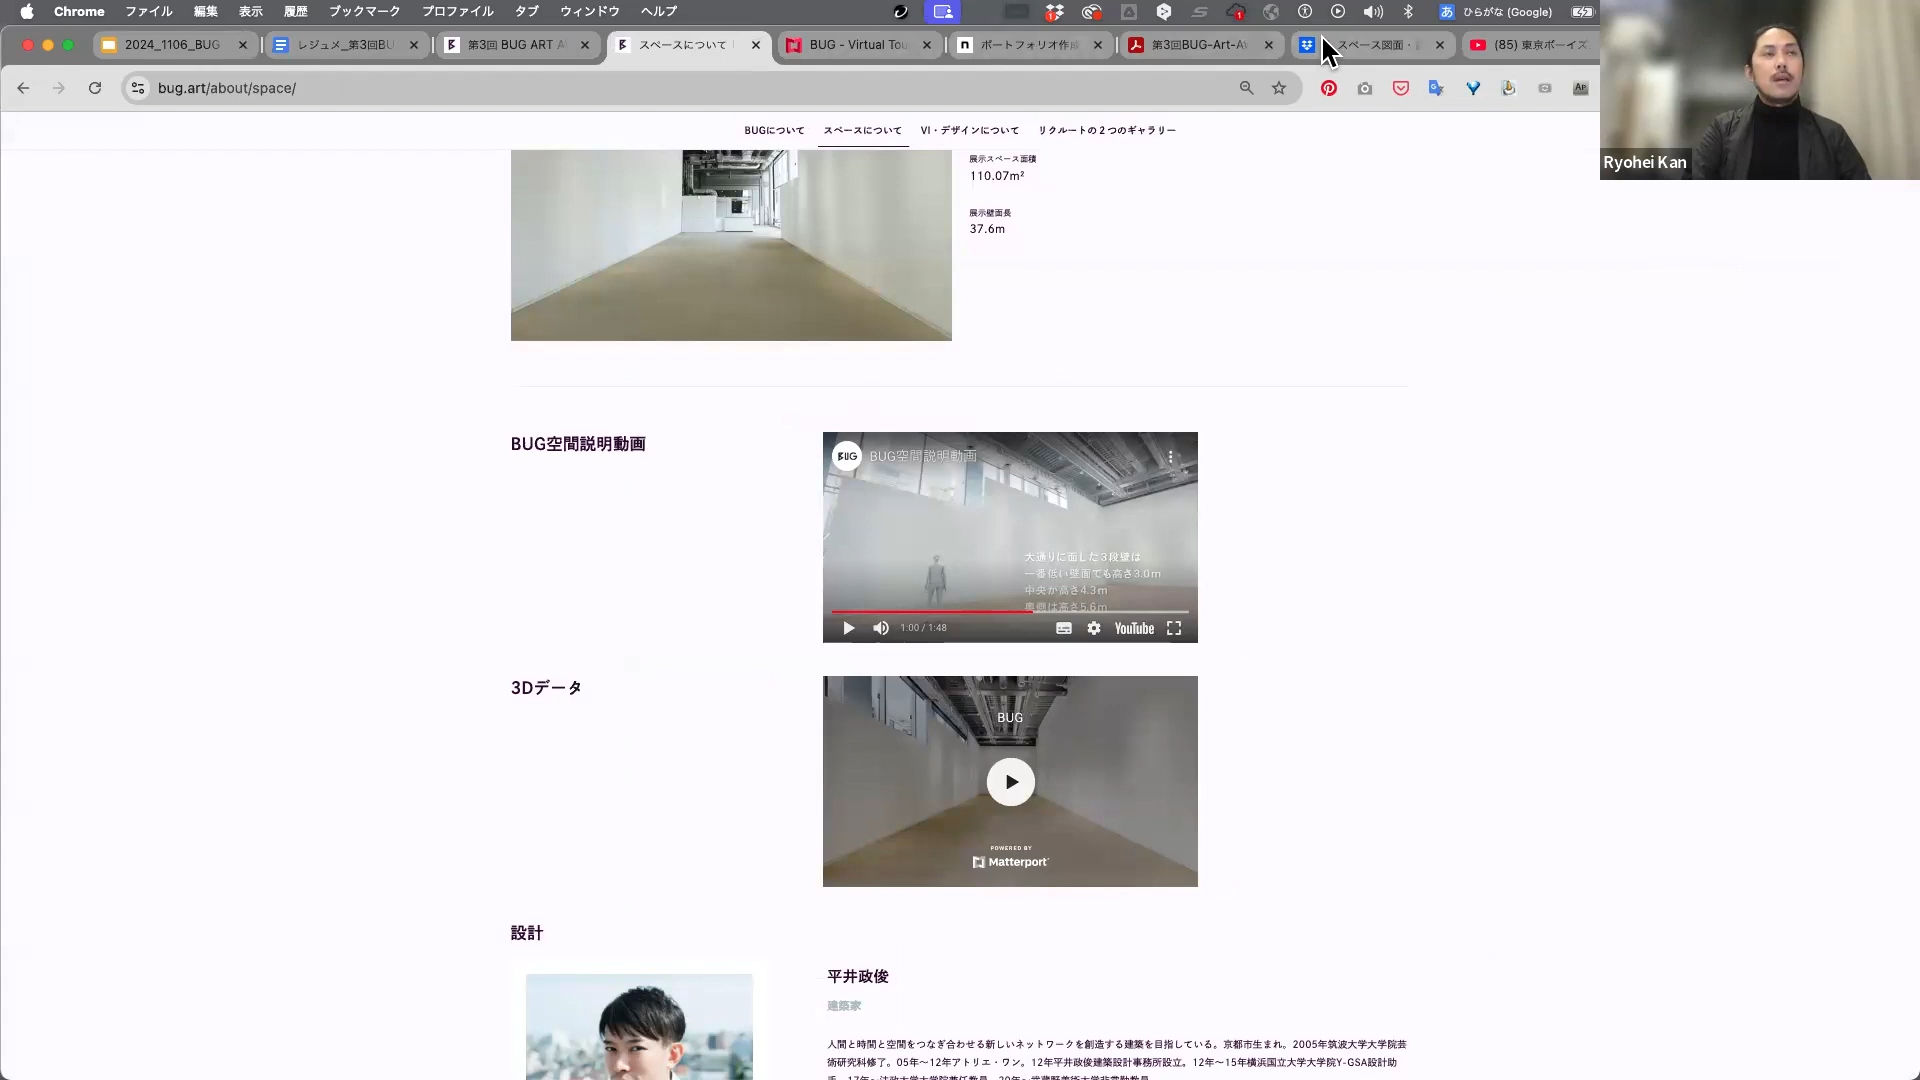 Chrome ファイル 編集 表示 履歴 ブックマーク プロファイル タブ ウィンドウ ヘルプ あ ひらがな (Google)
2024_1106_BUG レジュメ_第3回BU 第3回 BUG ART A スペースについて BUG - Virtual Tou ポートフォリオ作成 第3回BUG-Art-A スペース図面・ (85) 東京ボーイズ
bug.art/about/space/
BUGについて スペースについて VI・デザインについて リクルートの2つのギャラリー
Ryohei Kan
展示スペース面積
110.07m²
展示壁面長
37.6m
BUG空間説明動画
BUG BUG空間説明動画
大通りに面した3段壁は
一番低い壁面でも高さ3.0m
中央が高さ4.3m
奥側は高さ5.6m
1:00 / 1:48 YouTube
3Dデータ
BUG
POWERED BY
Matterport
設計
平井政俊
建築家
人間と時間と空間をつなぎ合わせる新しいネットワークを創造する建築を目指している。京都市生まれ。2005年筑波大学大学院芸
術研究科修了。05年〜12年アトリエ・ワン。12年平井政俊建築設計事務所設立。12年〜15年横浜国立大学大学院Y-GSA設計助